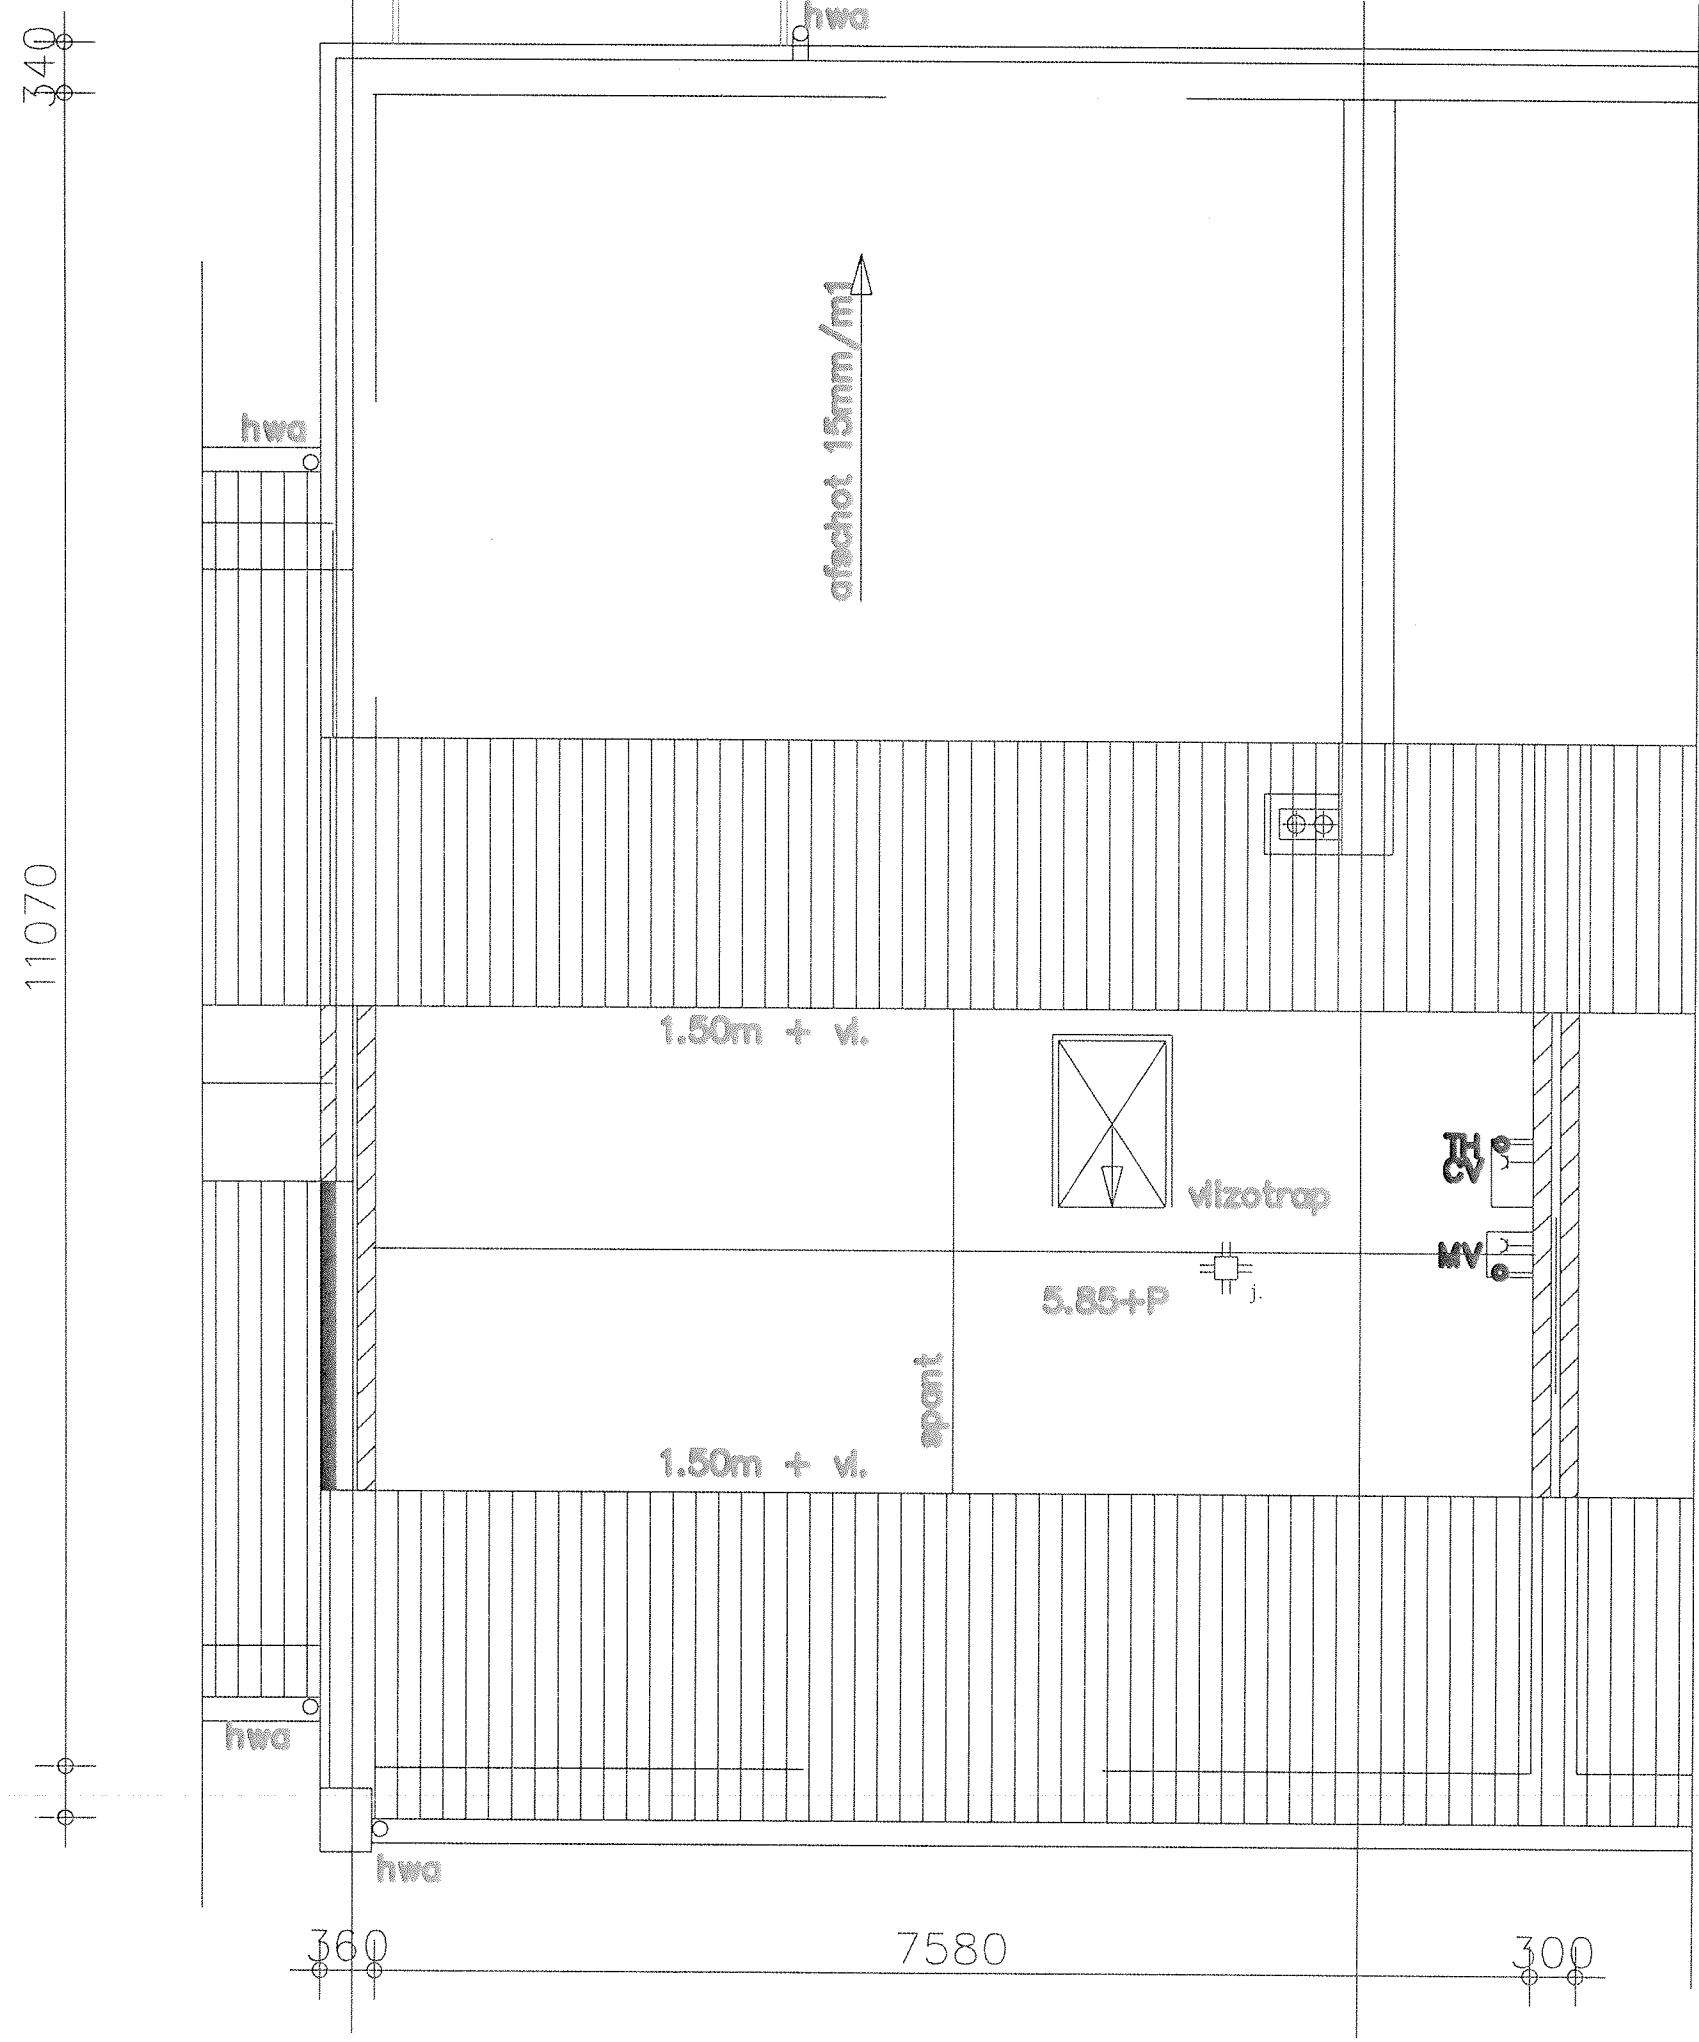 hwa
340
afschot 15mm/m1
hwa
11070
1.50m + vl.
TH
CV
vlizotrap
MV
5.85+P
j.
spant
1.50m + vl.
hwa
hwa
360
7580
300